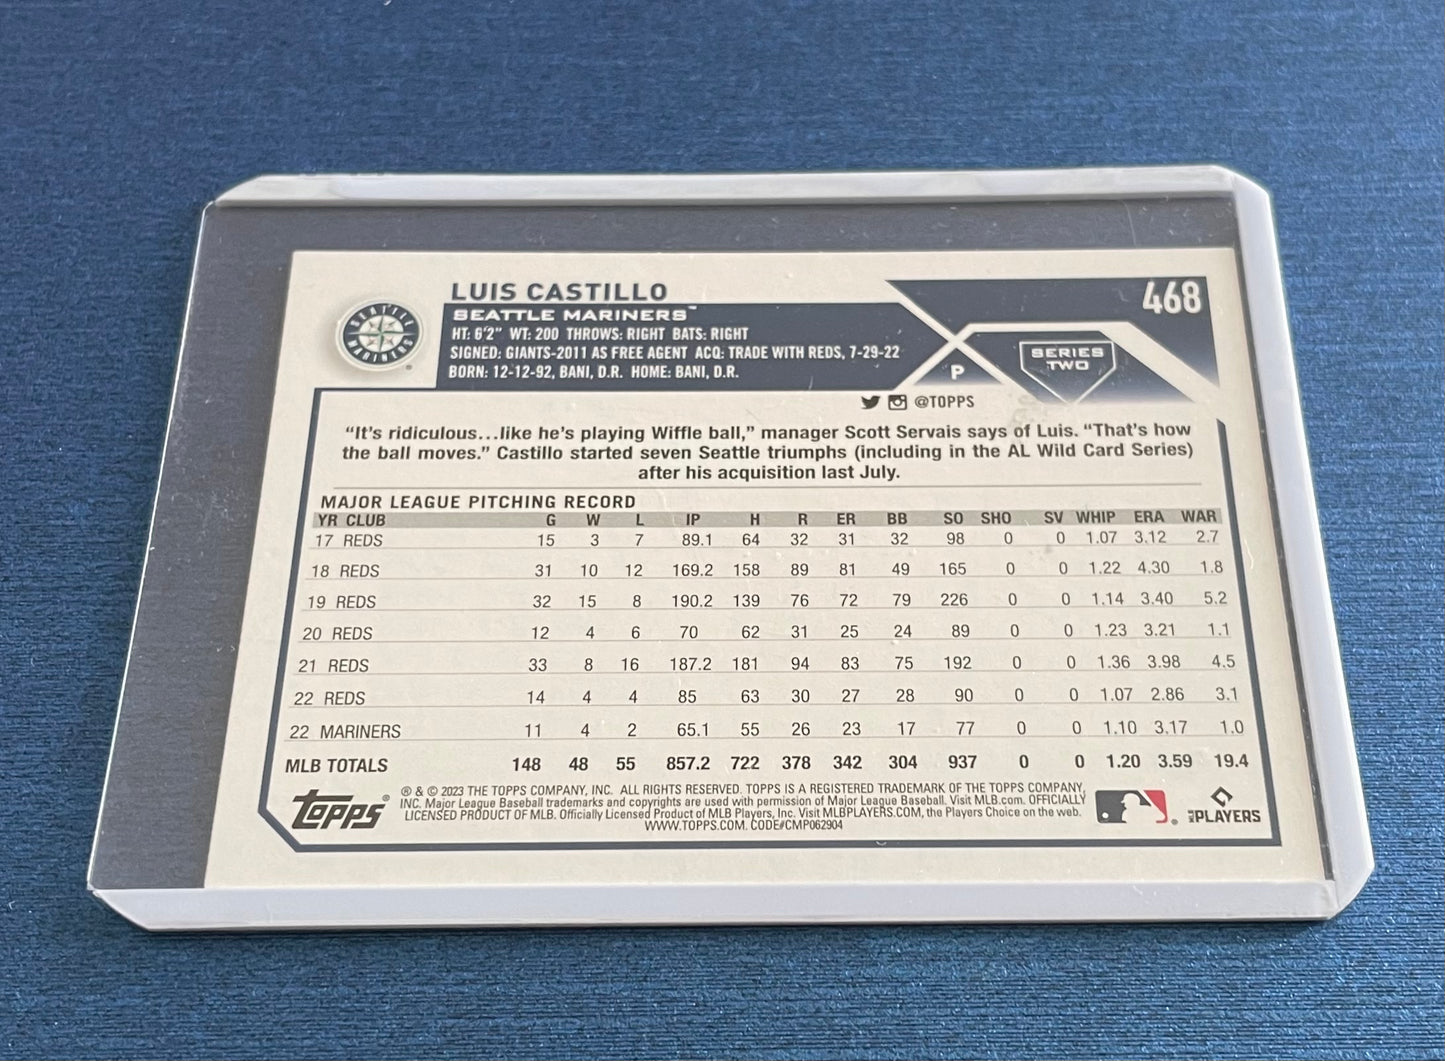 LUIS CASTILLO
468
SEATTLE MARINERS™
HT: 6'2" WT: 200 THROWS: RIGHT BATS: RIGHT
SIGNED: GIANTS-2011 AS FREE AGENT ACQ: TRADE WITH REDS, 7-29-22
BORN: 12-12-92, BANI, D.R. HOME: BANI, D.R.
SEATTLE MARINERS
P
SERIES
TWO
@TOPPS
“It's ridiculous...like he's playing Wiffle ball,” manager Scott Servais says of Luis. “That's how
the ball moves.” Castillo started seven Seattle triumphs (including in the AL Wild Card Series)
after his acquisition last July.
MAJOR LEAGUE PITCHING RECORD
YR CLUB G W L IP H R ER BB SO SHO SV WHIP ERA WAR
17 REDS 15 3 7 89.1 64 32 31 32 98 0 0 1.07 3.12 2.7
18 REDS 31 10 12 169.2 158 89 81 49 165 0 0 1.22 4.30 1.8
19 REDS 32 15 8 190.2 139 76 72 79 226 0 0 1.14 3.40 5.2
20 REDS 12 4 6 70 62 31 25 24 89 0 0 1.23 3.21 1.1
21 REDS 33 8 16 187.2 181 94 83 75 192 0 0 1.36 3.98 4.5
22 REDS 14 4 4 85 63 30 27 28 90 0 0 1.07 2.86 3.1
22 MARINERS 11 4 2 65.1 55 26 23 17 77 0 0 1.10 3.17 1.0
MLB TOTALS 148 48 55 857.2 722 378 342 304 937 0 0 1.20 3.59 19.4
topps®
® & © 2023 THE TOPPS COMPANY, INC. ALL RIGHTS RESERVED. TOPPS IS A REGISTERED TRADEMARK OF THE TOPPS COMPANY,
INC. Major League Baseball trademarks and copyrights are used with permission of Major League Baseball. Visit MLB.com. OFFICIALLY
LICENSED PRODUCT OF MLB. Officially Licensed Product of MLB Players, Inc. Visit MLBPLAYERS.COM, the Players Choice on the web.
WWW.TOPPS.COM. CODE#CMP062904
MLB PLAYERS